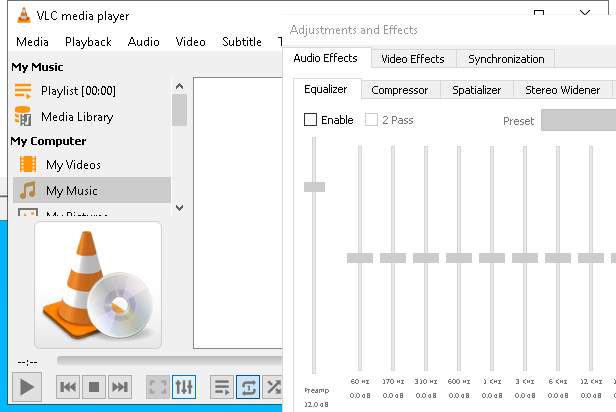 VLC media player
Media Playback Audio Video Subtitle
My Music
Playlist [00:00]
Media Library
My Computer
My Videos
My Music
My Pictures
--:--
Adjustments and Effects
Audio Effects Video Effects Synchronization
Equalizer Compressor Spatializer Stereo Widener
Enable 2 Pass Preset
60 Hz 170 Hz 310 Hz 600 Hz 1 KHz 3 KHz 6 KHz 12 KHz
Preamp 0.0 dB 0.0 dB 0.0 dB 0.0 dB 0.0 dB 0.0 dB 0.0 dB 0.0 dB
12.0 dB